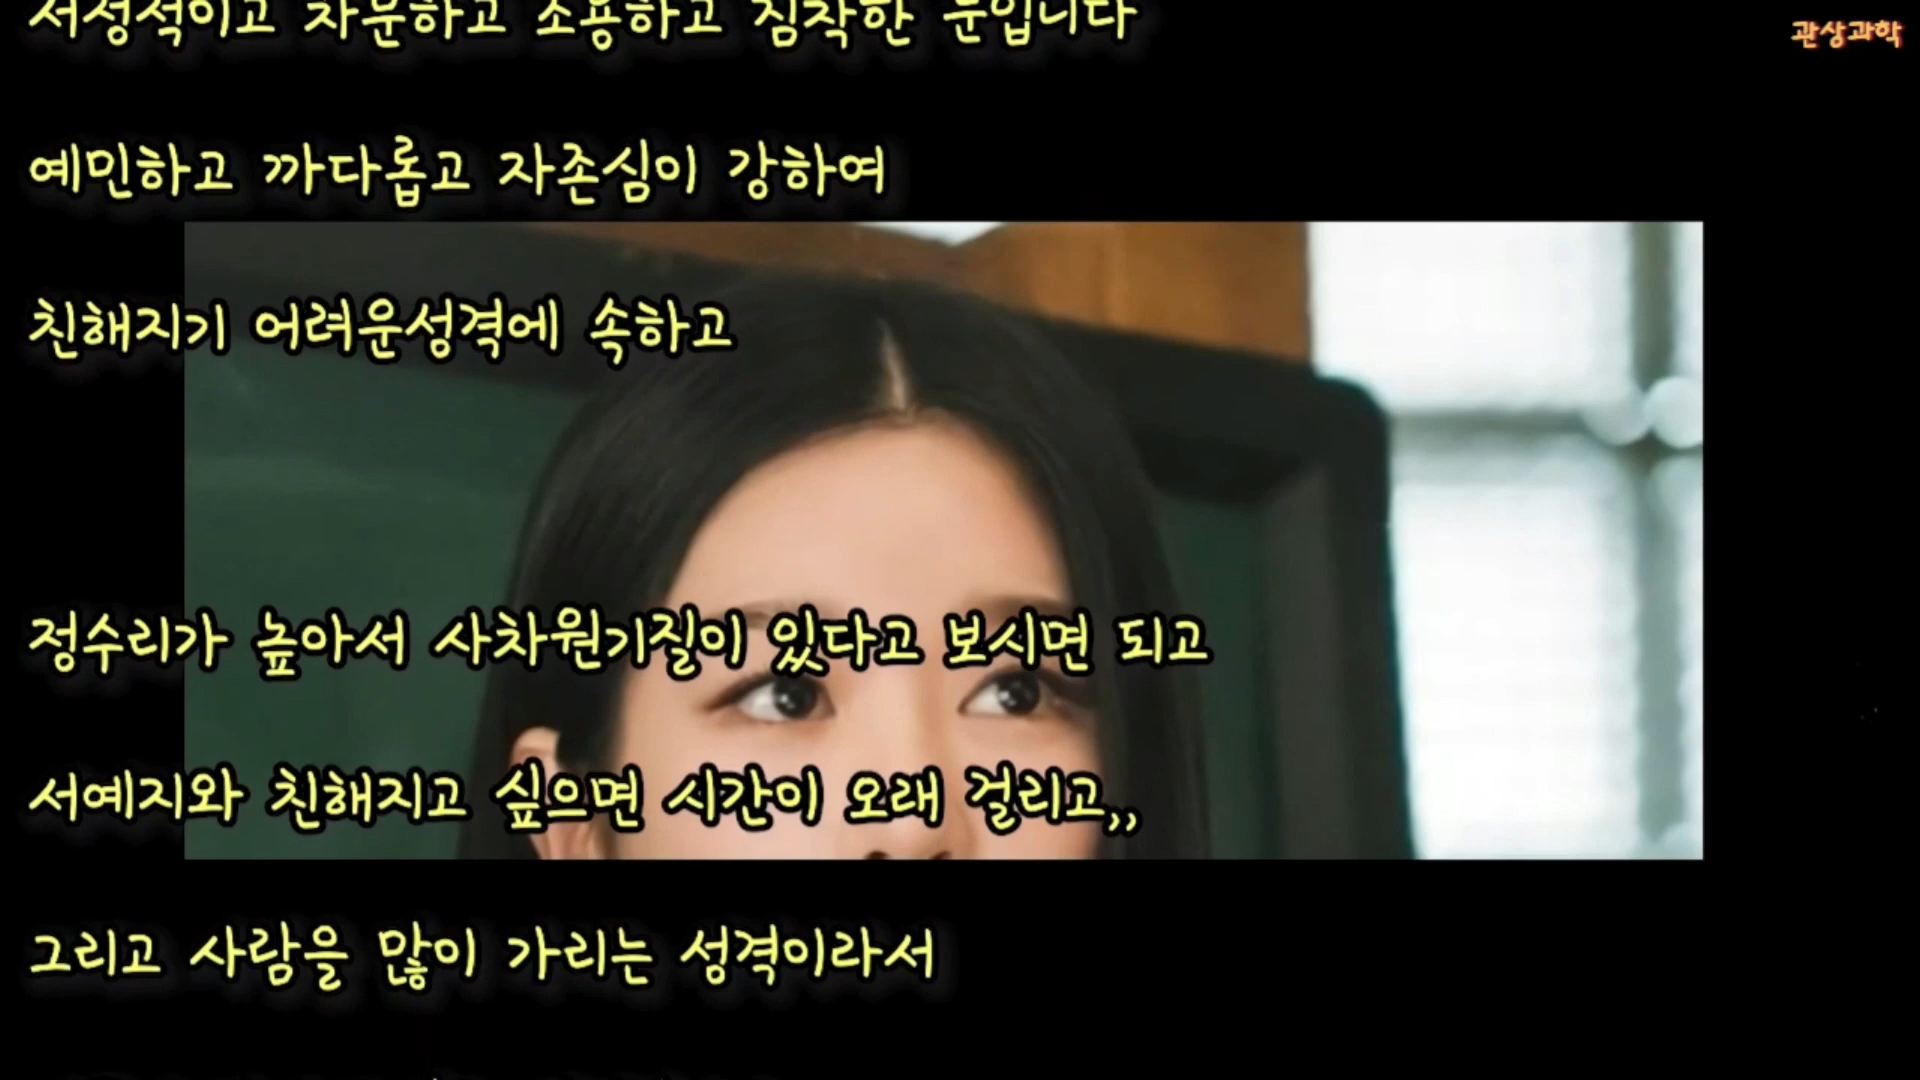 서정적이고 차분하고 조용하고 침착한 눈입니다
관상과학
예민하고 까다롭고 자존심이 강하여
친해지기 어려운성격에 속하고
정수리가 높아서 사차원기질이 있다고 보시면 되고
서예지와 친해지고 싶으면 시간이 오래 걸리고,,
그리고 사람을 많이 가리는 성격이라서